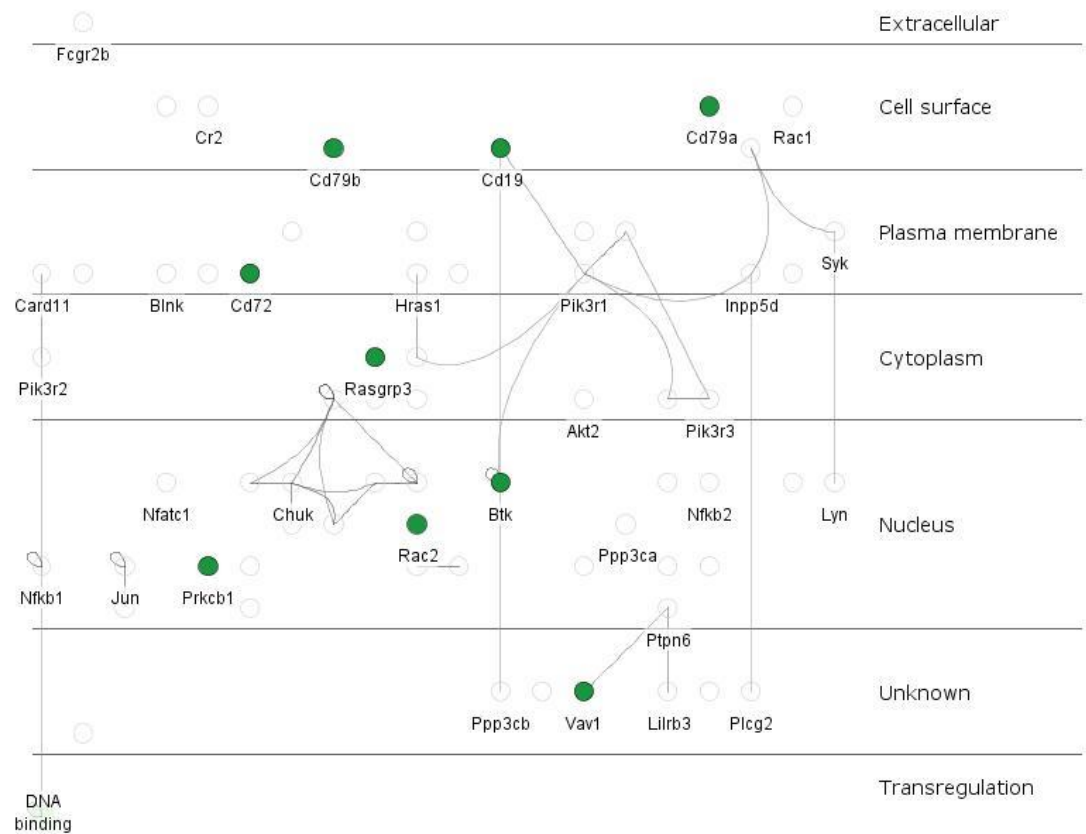 Extracellular
Fcgr2b
Cell surface
Cr2
Cd79a
Rac1
Cd79b
Cd19
Plasma membrane
Syk
Card11
Blnk
Cd72
Hras1
Pik3r1
Inpp5d
Cytoplasm
Pik3r2
Rasgrp3
Akt2
Pik3r3
Nfatc1
Chuk
Btk
Nfkb2
Lyn
Nucleus
Rac2
Ppp3ca
Nfkb1
Jun
Prkcb1
Ptpn6
Unknown
Ppp3cb
Vav1
Lilrb3
Plcg2
Transregulation
DNA
binding